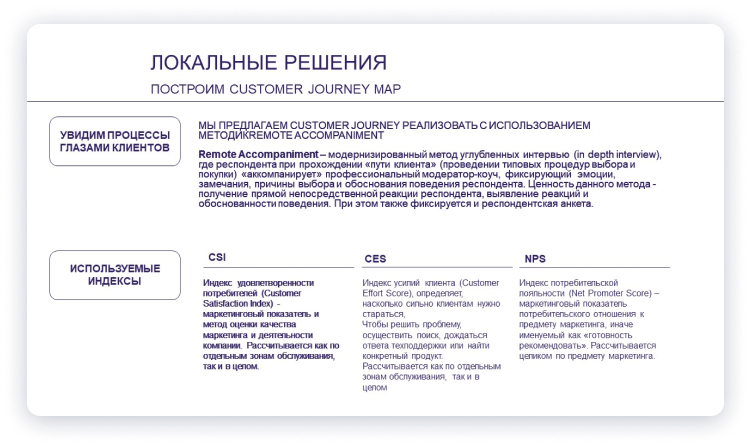 ЛОКАЛЬНЫЕ РЕШЕНИЯ
ПОСТРОИМ CUSTOMER JOURNEY MAP
УВИДИМ ПРОЦЕССЫ
ГЛАЗАМИ КЛИЕНТОВ
МЫ ПРЕДЛАГАЕМ CUSTOMER JOURNEY РЕАЛИЗОВАТЬ С ИСПОЛЬЗОВАНИЕМ
МЕТОДИКREMOTE ACCOMPANIMENT
Remote Accompaniment – модернизированный метод углубленных интервью (in depth interview),
где респондента при прохождении «пути клиента» (проведении типовых процедур выбора и
покупки) «аккомпанирует» профессиональный модератор-коуч, фиксирующий эмоции,
замечания, причины выбора и обоснования поведения респондента. Ценность данного метода -
получение прямой непосредственной реакции респондента, выявление реакций и
обоснованности поведения. При этом также фиксируется и респондентская анкета.
ИСПОЛЬЗУЕМЫЕ
ИНДЕКСЫ
CSI
Индекс удовлетворенности
потребителей (Customer
Satisfaction Index) -
маркетинговый показатель и
метод оценки качества
маркетинга и деятельности
компании. Рассчитывается как по
отдельным зонам обслуживания,
так и в целом.
CES
Индекс усилий клиента (Customer
Effort Score), определяет,
насколько сильно клиентам нужно
стараться,
Чтобы решить проблему,
осуществить поиск, дождаться
ответа техподдержки или найти
конкретный продукт.
Рассчитывается как по отдельным
зонам обслуживания, так и в
целом
NPS
Индекс потребительской
лояльности (Net Promoter Score) –
маркетинговый показатель
потребительского отношения к
предмету маркетинга, иначе
именуемый как «готовность
рекомендовать». Рассчитывается
целиком по предмету маркетинга.